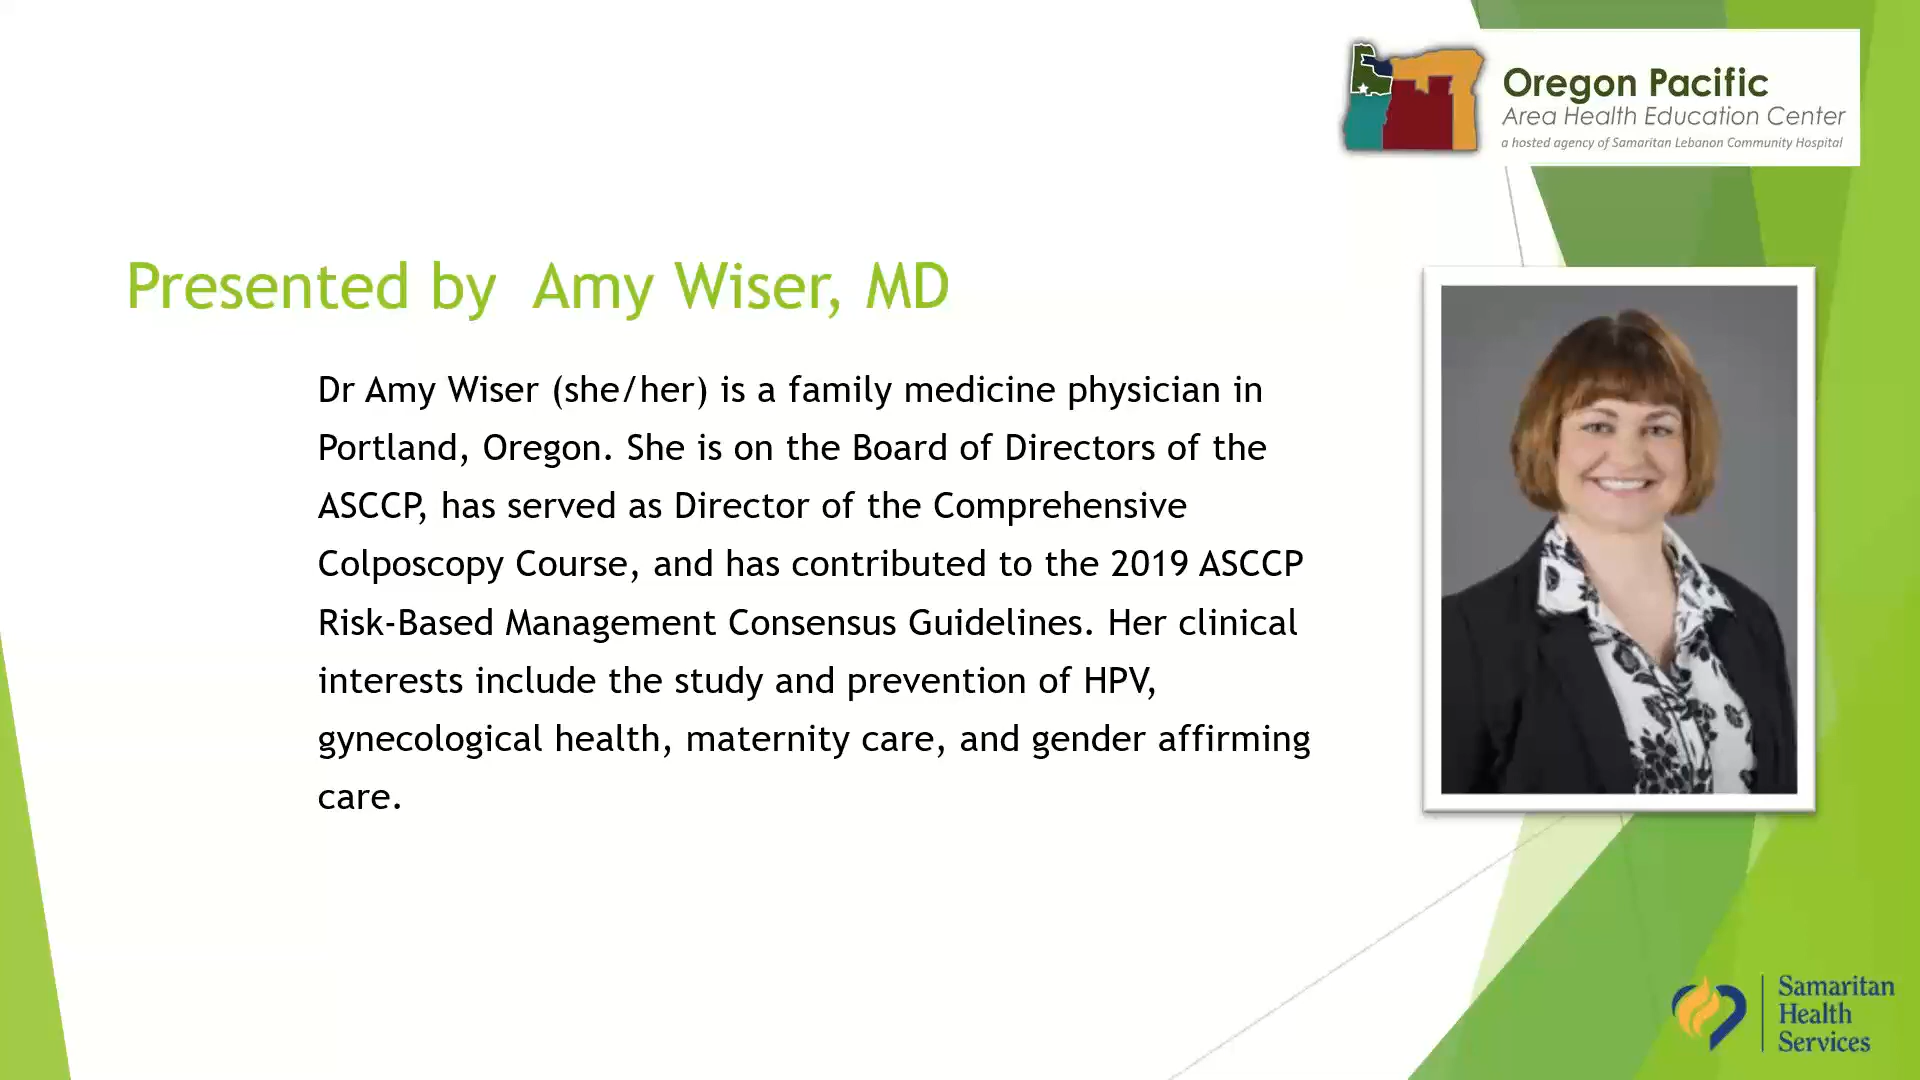 Oregon Pacific
Area Health Education Center
a hosted agency of Samaritan Lebanon Community Hospital
Presented by  Amy Wiser, MD
Dr Amy Wiser (she/her) is a family medicine physician in
Portland, Oregon. She is on the Board of Directors of the
ASCCP, has served as Director of the Comprehensive
Colposcopy Course, and has contributed to the 2019 ASCCP
Risk-Based Management Consensus Guidelines. Her clinical
interests include the study and prevention of HPV,
gynecological health, maternity care, and gender affirming
care.
Samaritan
Health
Services